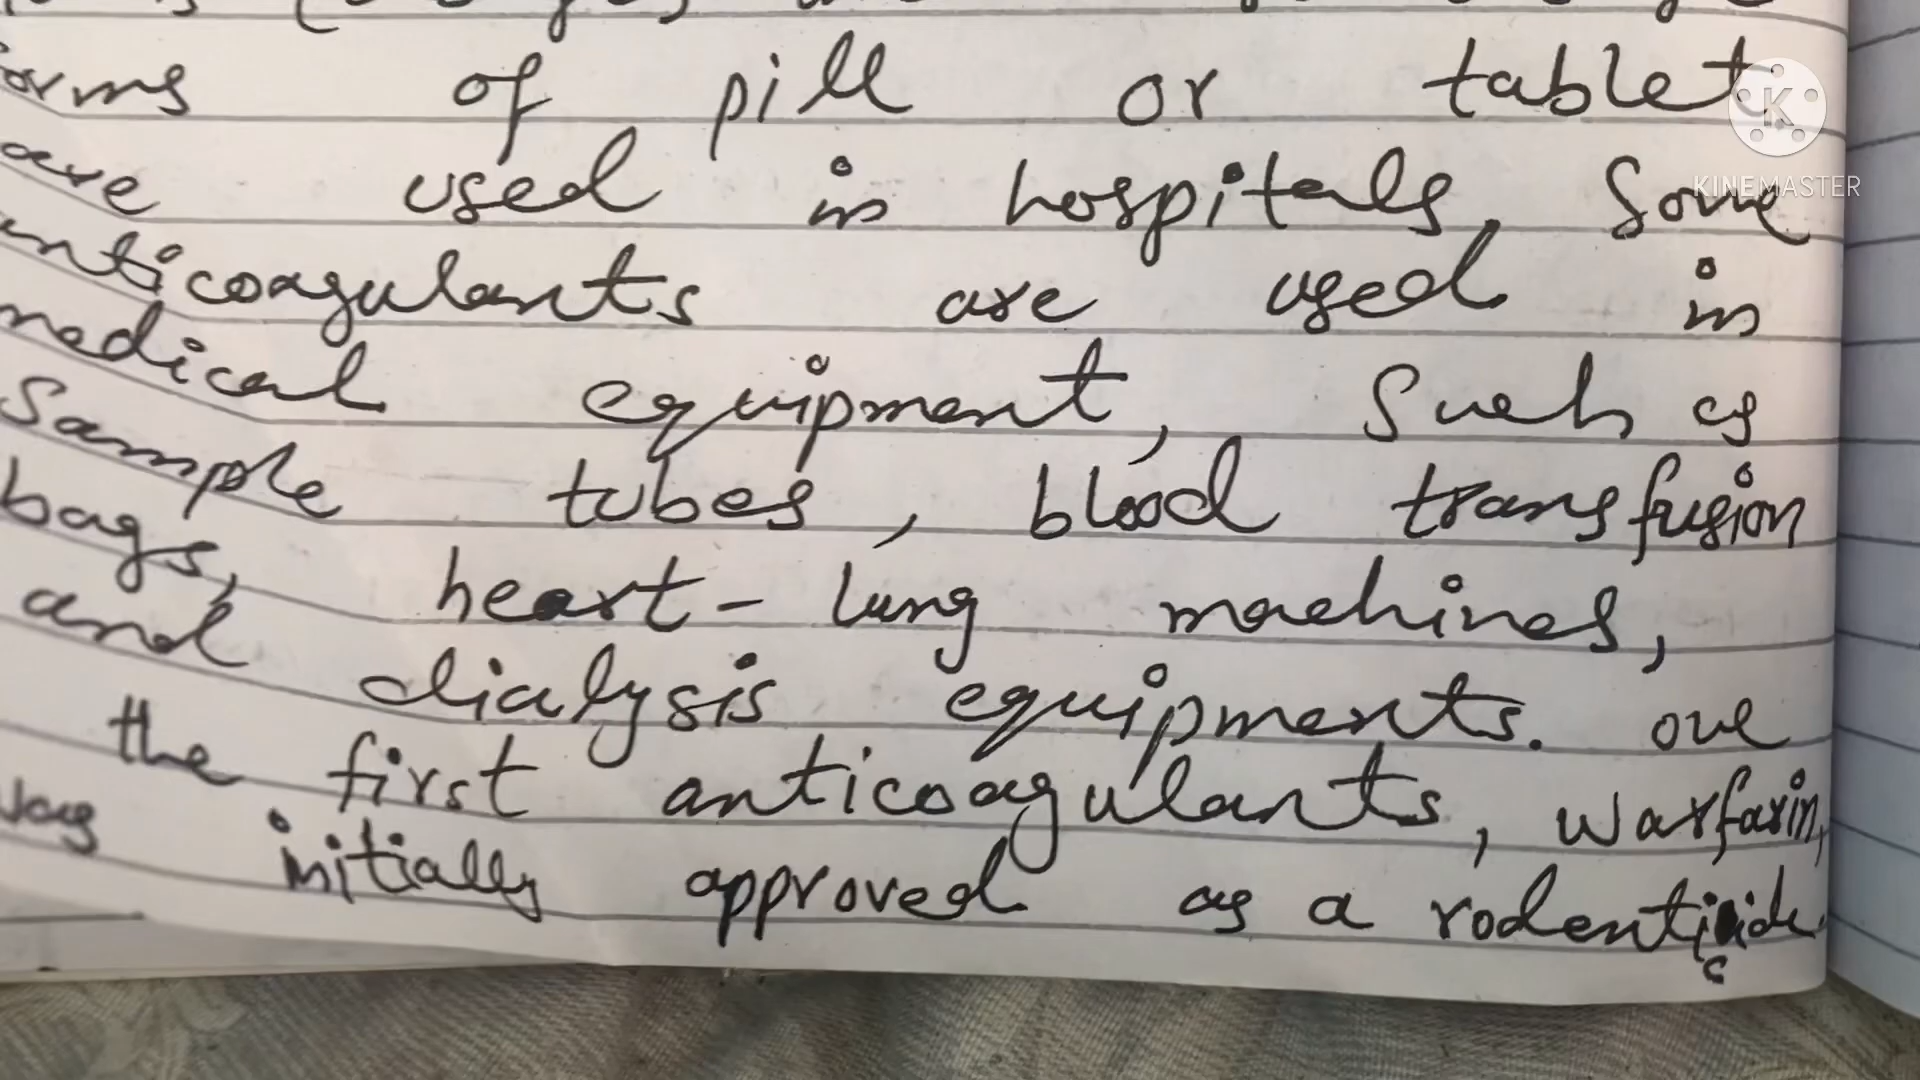 forms of pill or tablet
are used in hospitals. Some
anticoagulants are used in
medical equipment, Such as
Sample tubes, blood transfusion
bags, heart-lung machines,
and dialysis equipments. one
the first anticoagulants, warfarin,
was initially approved as a rodenticide.
KINEMASTER